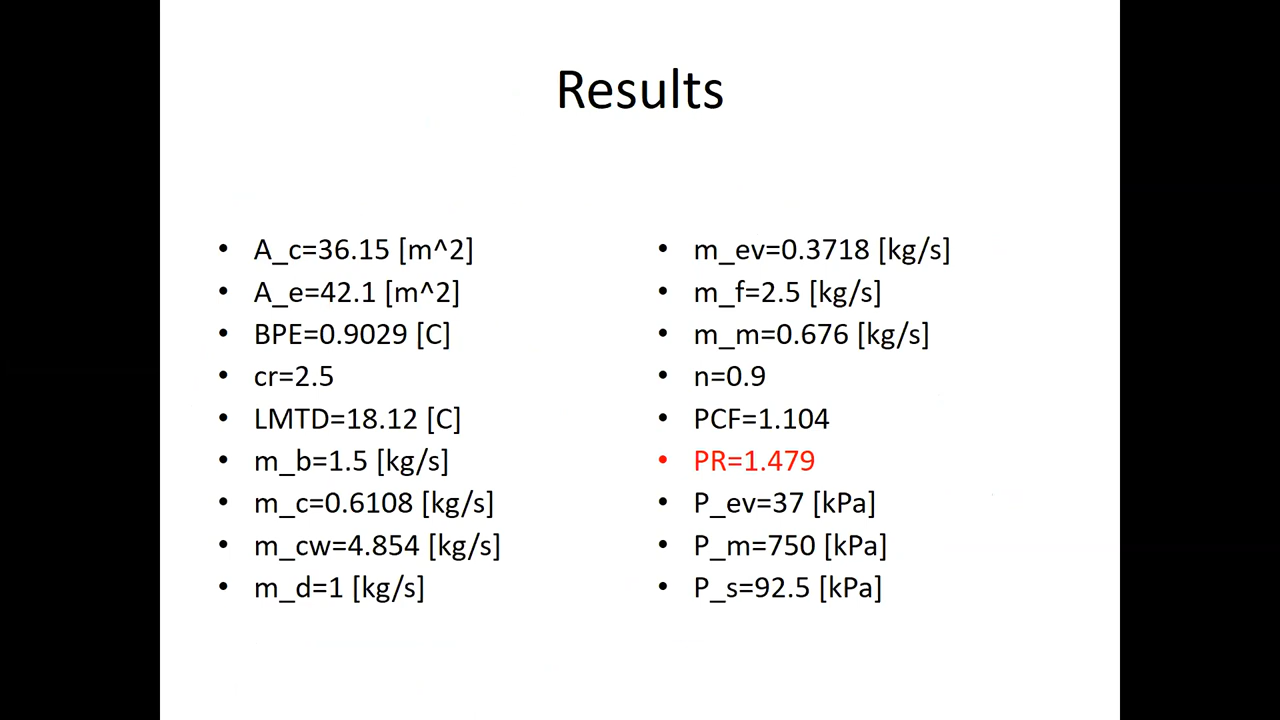 Results
• A_c=36.15 [m^2]
• A_e=42.1 [m^2]
• BPE=0.9029 [C]
• cr=2.5
• LMTD=18.12 [C]
• m_b=1.5 [kg/s]
• m_c=0.6108 [kg/s]
• m_cw=4.854 [kg/s]
• m_d=1 [kg/s]
• m_ev=0.3718 [kg/s]
• m_f=2.5 [kg/s]
• m_m=0.676 [kg/s]
• n=0.9
• PCF=1.104
• PR=1.479
• P_ev=37 [kPa]
• P_m=750 [kPa]
• P_s=92.5 [kPa]